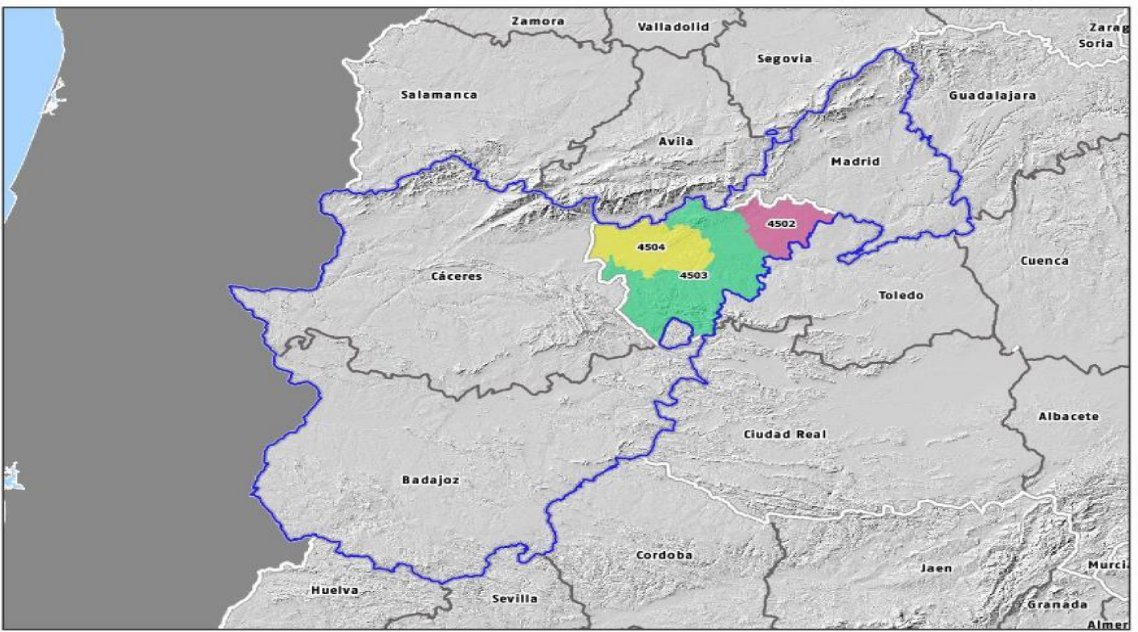 Zamora
Valladolid
Zarag
Soria
Segovia
Salamanca
Guadalajara
Avila
Madrid
4502
4504
Cáceres
4503
Cuenca
Toledo
Albacete
Ciudad Real
Badajoz
Cordoba
Jaen
Murci
Huelva
Sevilla
Granada
Almer